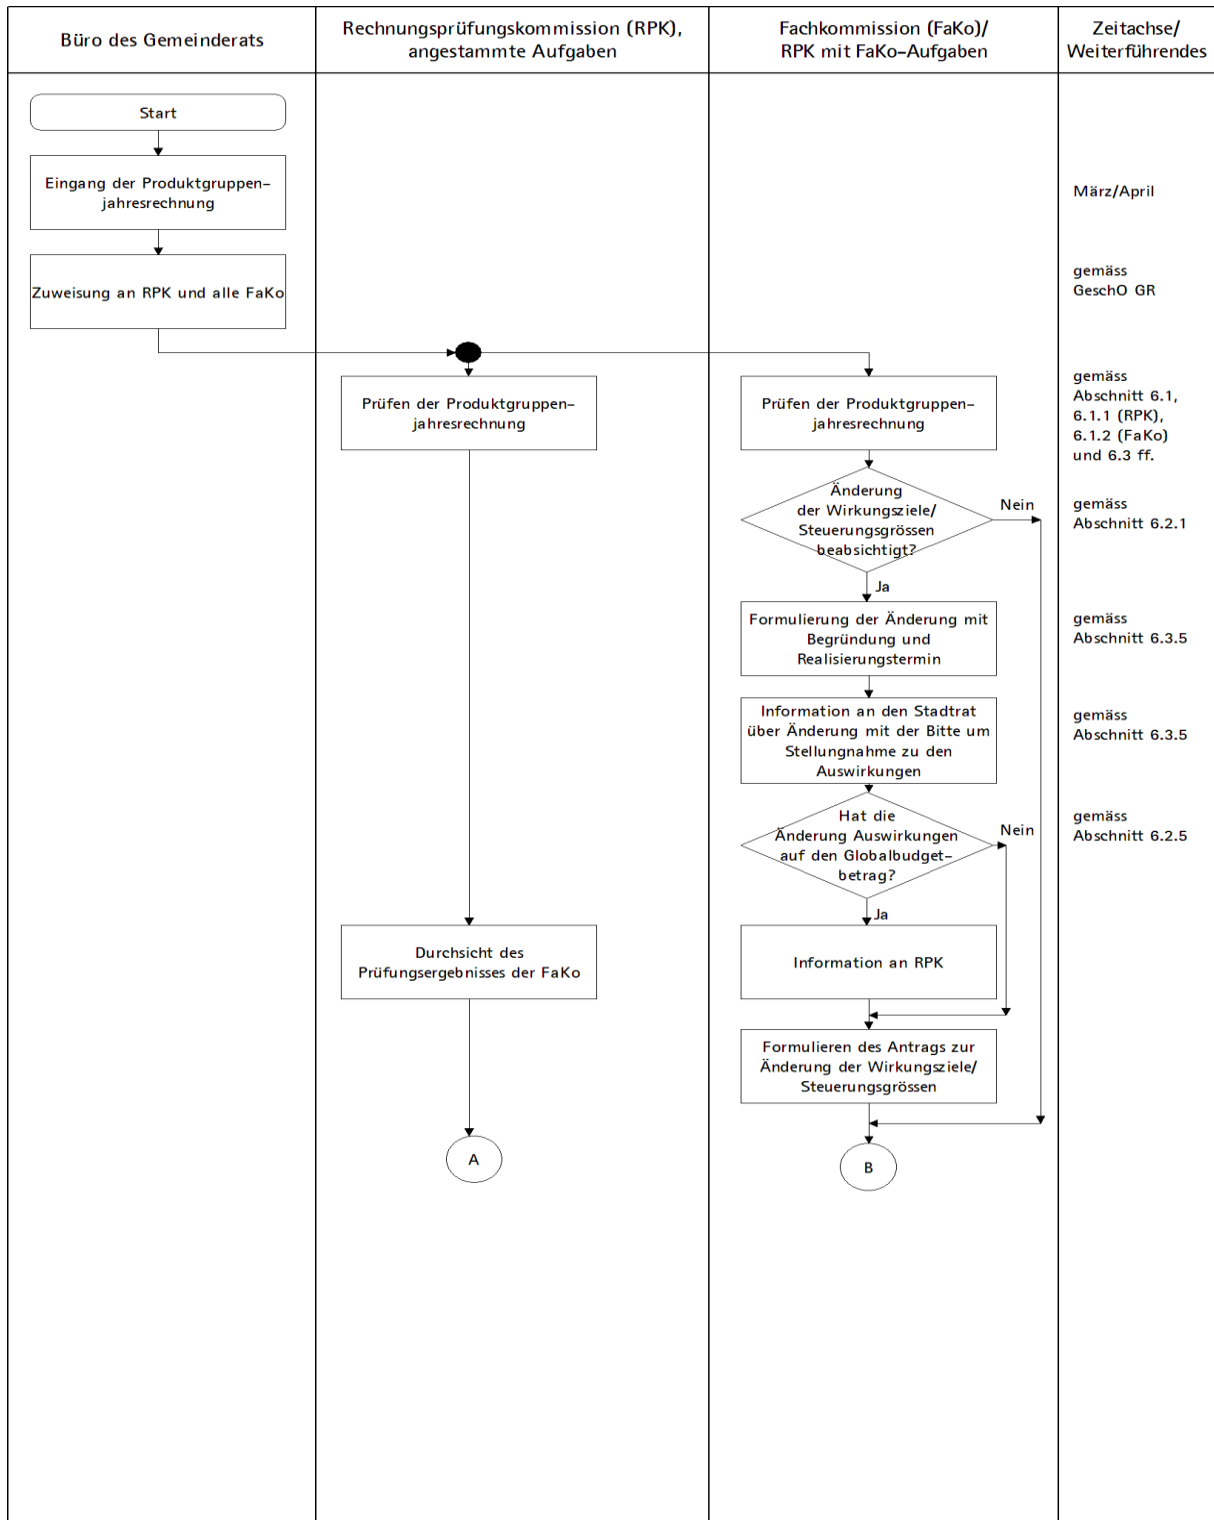 Büro des Gemeinderats
Rechnungsprüfungskommission (RPK),
angestammte Aufgaben
Fachkommission (FaKo)/
RPK mit FaKo-Aufgaben
Zeitachse/
Weiterführendes
Start
Eingang der Produktgruppen-
jahresrechnung
März/April
Zuweisung an RPK und alle FaKo
gemäss
GeschO GR
Prüfen der Produktgruppen-
jahresrechnung
Prüfen der Produktgruppen-
jahresrechnung
gemäss
Abschnitt 6.1,
6.1.1 (RPK),
6.1.2 (FaKo)
und 6.3 ff.
Änderung
der Wirkungsziele/
Steuerungsgrössen
beabsichtigt?
Nein
gemäss
Abschnitt 6.2.1
Ja
Formulierung der Änderung mit
Begründung und
Realisierungstermin
gemäss
Abschnitt 6.3.5
Information an den Stadtrat
über Änderung mit der Bitte um
Stellungnahme zu den
Auswirkungen
gemäss
Abschnitt 6.3.5
Hat die
Änderung Auswirkungen
auf den Globalbudget-
betrag?
Nein
gemäss
Abschnitt 6.2.5
Ja
Durchsicht des
Prüfungsergebnisses der FaKo
Information an RPK
Formulieren des Antrags zur
Änderung der Wirkungsziele/
Steuerungsgrössen
A
B